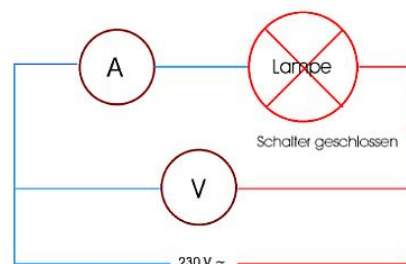 A
Lampe
Schalter geschlossen
V
230 V ~